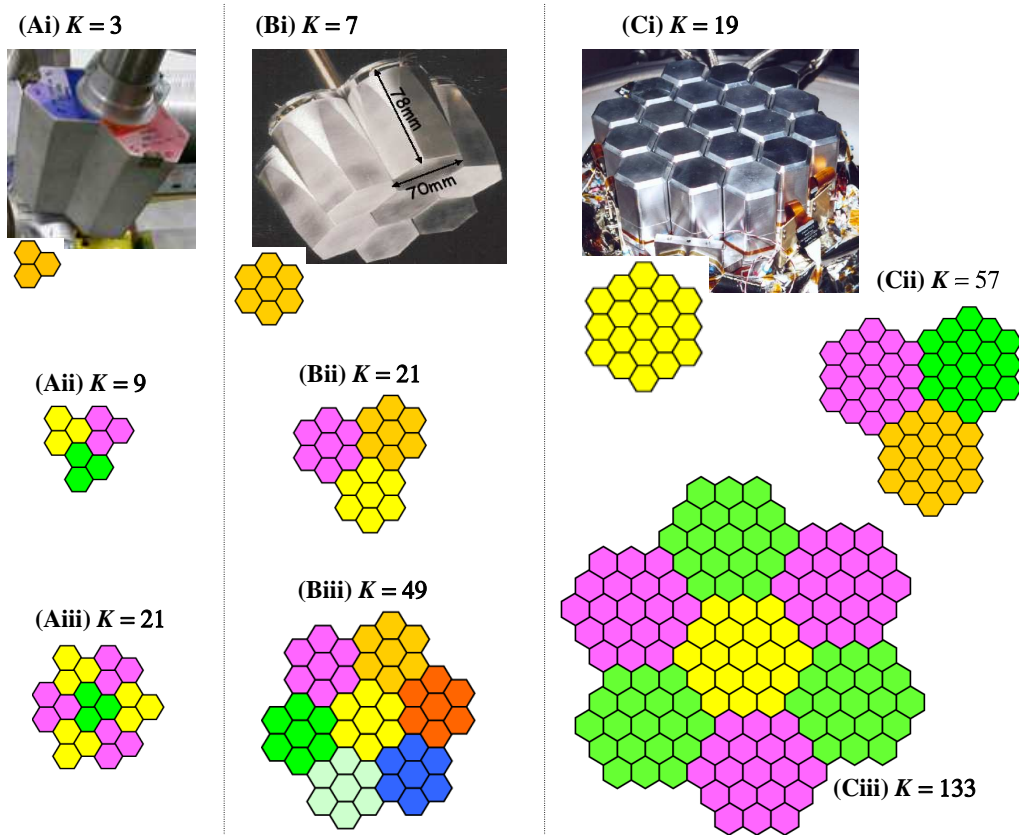 (Ai) K = 3
(Bi) K = 7
(Ci) K = 19
78mm
70mm
(Cii) K = 57
(Aii) K = 9
(Bii) K = 21
(Aiii) K = 21
(Biii) K = 49
(Ciii) K = 133